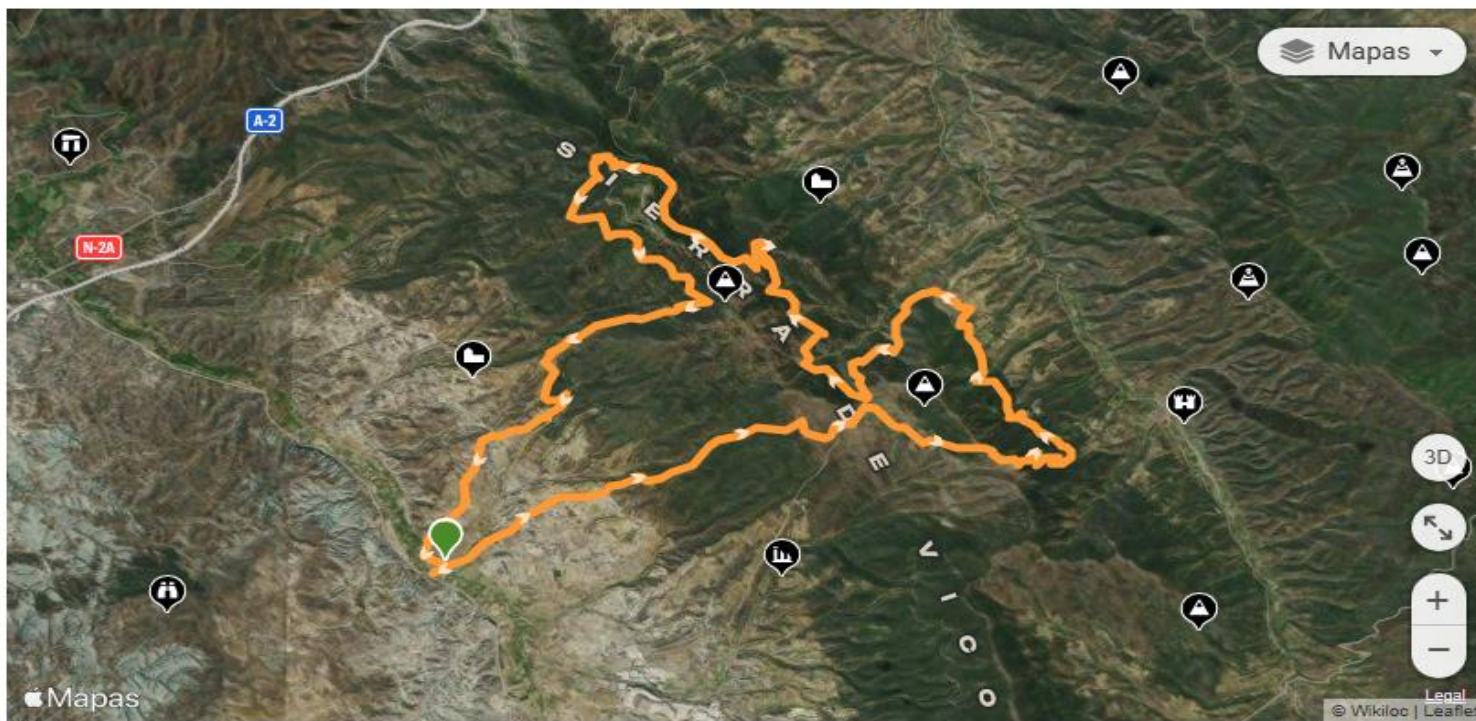 Mapas
A-2
N-2A
SIERRA DE VICO
3D
+
−
Mapas
Legal
© Wikiloc | Leaflet